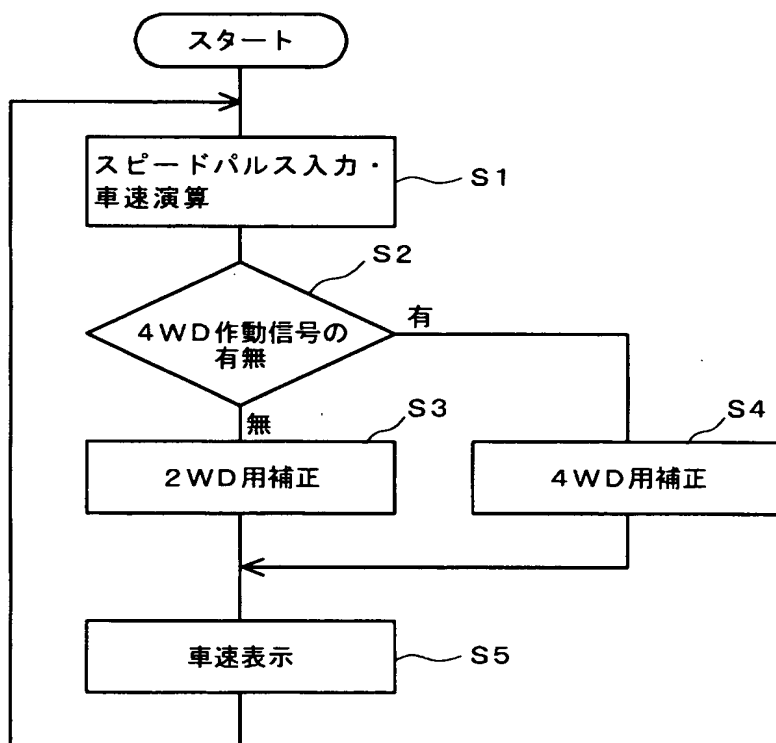 スタート
スピードパルス入力・
車速演算
S1
S2
4WD作動信号の
有無
有
無
S3
2WD用補正
S4
4WD用補正
車速表示
S5